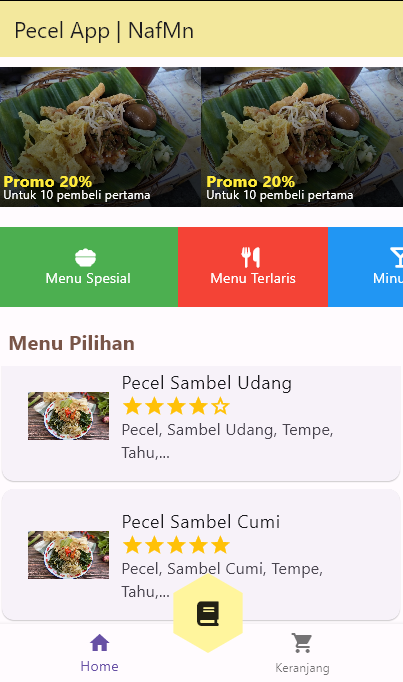 Pecel App | NafMn
Promo 20%
Untuk 10 pembeli pertama
Promo 20%
Untuk 10 pembeli pertama
Menu Spesial
Menu Terlaris
Minu
Menu Pilihan
Pecel Sambel Udang
Pecel, Sambel Udang, Tempe,
Tahu,...
Pecel Sambel Cumi
Pecel, Sambel Cumi, Tempe,
Tahu,...
Home
Keranjang